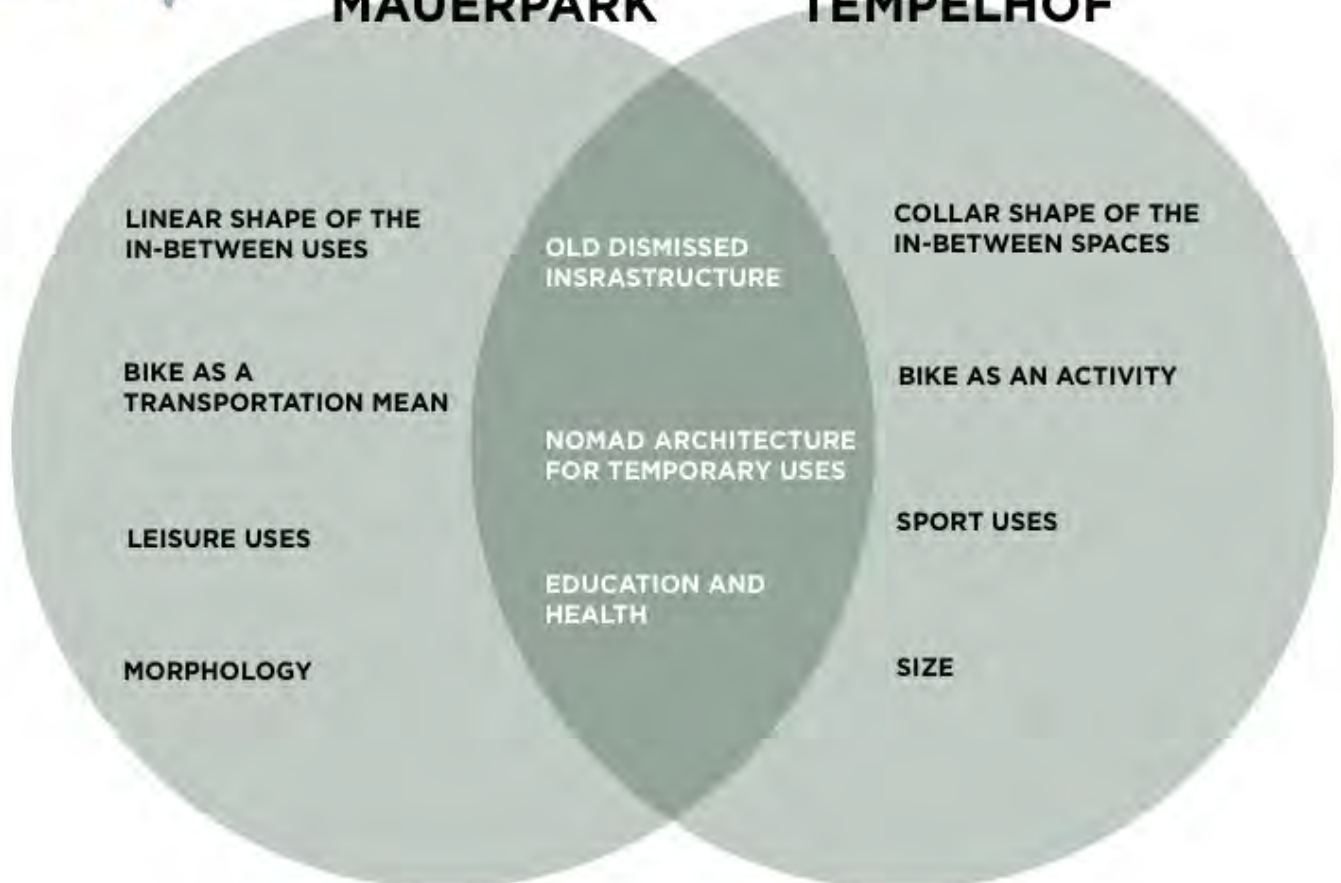 MAUERPARK
TEMPELHOF
LINEAR SHAPE OF THE
IN-BETWEEN USES
BIKE AS A
TRANSPORTATION MEAN
LEISURE USES
MORPHOLOGY
OLD DISMISSED
INSRASTRUCTURE
NOMAD ARCHITECTURE
FOR TEMPORARY USES
EDUCATION AND
HEALTH
COLLAR SHAPE OF THE
IN-BETWEEN SPACES
BIKE AS AN ACTIVITY
SPORT USES
SIZE